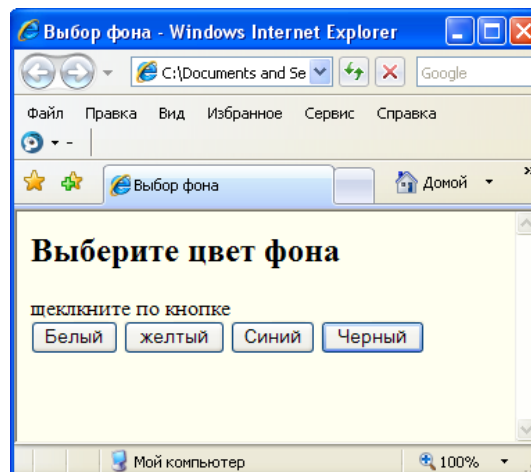 Выбор фона - Windows Internet Explorer
C:\Documents and Se
Google
Файл Правка Вид Избранное Сервис Справка
Выбор фона
Домой
»
Выберите цвет фона
щеклкните по кнопке
Белый желтый Синий Черный
Мой компьютер
100%